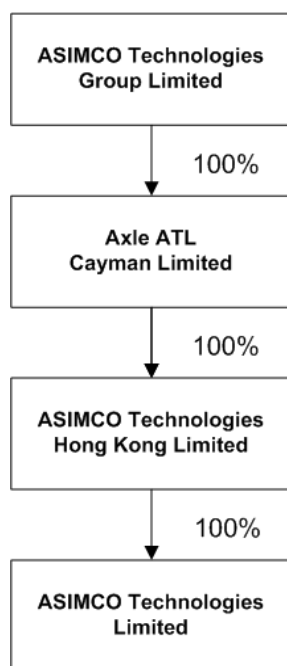 ASIMCO Technologies
Group Limited
100%
Axle ATL
Cayman Limited
100%
ASIMCO Technologies
Hong Kong Limited
100%
ASIMCO Technologies
Limited